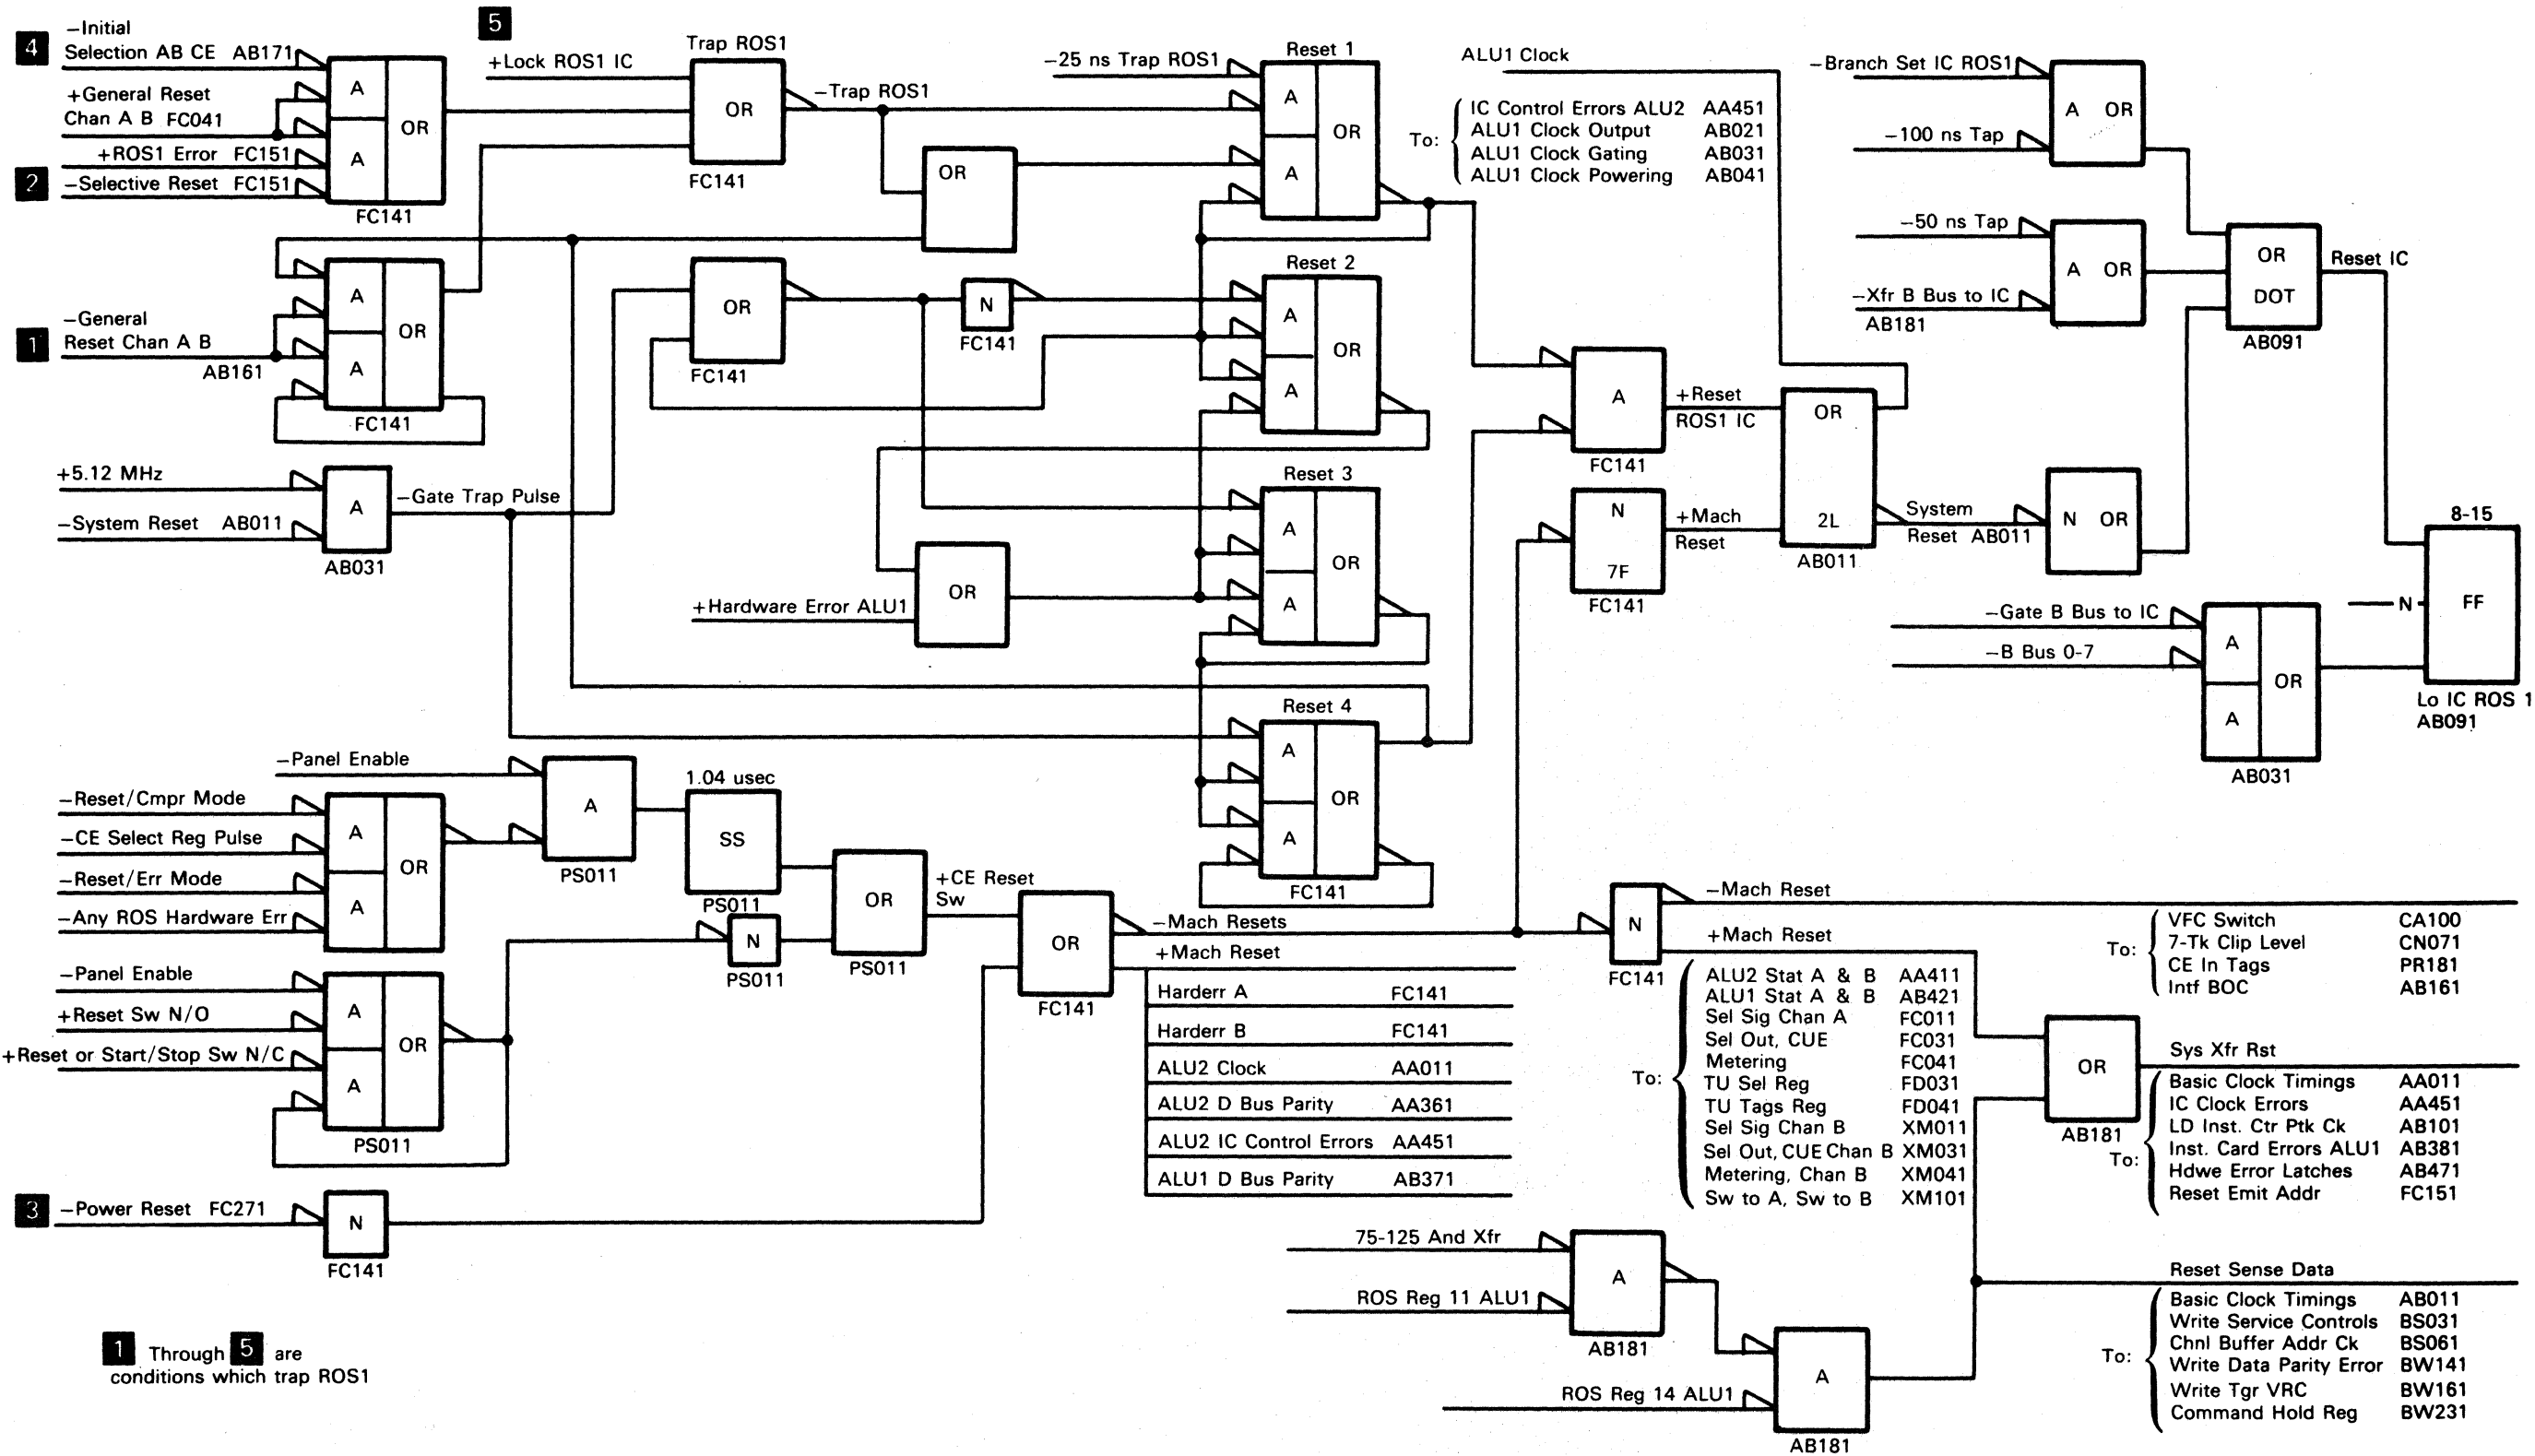 4
−Initial
Selection AB CE AB171
+General Reset
Chan A B FC041
+ROS1 Error FC151
2
−Selective Reset FC151
A
A
OR
FC141
5
+Lock ROS1 IC
Trap ROS1
OR
FC141
−Trap ROS1
OR
−25 ns Trap ROS1
Reset 1
A
A
OR
ALU1 Clock
To:
IC Control Errors ALU2 AA451
ALU1 Clock Output AB021
ALU1 Clock Gating AB031
ALU1 Clock Powering AB041
−Branch Set IC ROS1
−100 ns Tap
A OR
−50 ns Tap
−Xfr B Bus to IC
AB181
A OR
OR
DOT
AB091
Reset IC
1
−General
Reset Chan A B
AB161
A
A
OR
FC141
OR
FC141
N
FC141
Reset 2
A
A
OR
+5.12 MHz
−System Reset AB011
A
AB031
−Gate Trap Pulse
+Hardware Error ALU1
OR
Reset 3
A
A
OR
Reset 4
A
A
OR
FC141
A
FC141
+Reset
ROS1 IC
N
7F
FC141
+Mach
Reset
OR
2L
AB011
System
Reset AB011
N OR
8-15
N
FF
Lo IC ROS 1
AB091
−Gate B Bus to IC
−B Bus 0-7
A
A
OR
AB031
−Panel Enable
−Reset/Cmpr Mode
−CE Select Reg Pulse
−Reset/Err Mode
−Any ROS Hardware Err
A
A
OR
A
PS011
1.04 usec
SS
PS011
N
PS011
OR
PS011
+CE Reset
Sw
OR
FC141
−Panel Enable
+Reset Sw N/O
+Reset or Start/Stop Sw N/C
A
A
OR
PS011
3
−Power Reset FC271
N
FC141
−Mach Resets
+Mach Reset
Harderr A FC141
Harderr B FC141
ALU2 Clock AA011
ALU2 D Bus Parity AA361
ALU2 IC Control Errors AA451
ALU1 D Bus Parity AB371
N
FC141
−Mach Reset
To:
VFC Switch CA100
7-Tk Clip Level CN071
CE In Tags PR181
Intf BOC AB161
+Mach Reset
To:
ALU2 Stat A & B AA411
ALU1 Stat A & B AB421
Sel Sig Chan A FC011
Sel Out, CUE FC031
Metering FC041
TU Sel Reg FD031
TU Tags Reg FD041
Sel Sig Chan B XM011
Sel Out, CUE Chan B XM031
Metering, Chan B XM041
Sw to A, Sw to B XM101
OR
AB181
Sys Xfr Rst
To:
Basic Clock Timings AA011
IC Clock Errors AA451
LD Inst. Ctr Ptk Ck AB101
Inst. Card Errors ALU1 AB381
Hdwe Error Latches AB471
Reset Emit Addr FC151
75-125 And Xfr
ROS Reg 11 ALU1
A
AB181
ROS Reg 14 ALU1
A
AB181
Reset Sense Data
To:
Basic Clock Timings AB011
Write Service Controls BS031
Chnl Buffer Addr Ck BS061
Write Data Parity Error BW141
Write Tgr VRC BW161
Command Hold Reg BW231
1 Through 5 are
conditions which trap ROS1